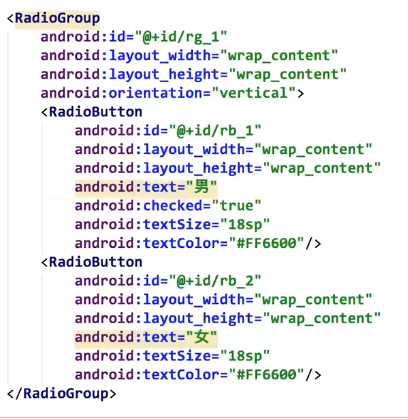 <RadioGroup
    android:id="@+id/rg_1"
    android:layout_width="wrap_content"
    android:layout_height="wrap_content"
    android:orientation="vertical">
    <RadioButton
        android:id="@+id/rb_1"
        android:layout_width="wrap_content"
        android:layout_height="wrap_content"
        android:text="男"
        android:checked="true"
        android:textSize="18sp"
        android:textColor="#FF6600"/>
    <RadioButton
        android:id="@+id/rb_2"
        android:layout_width="wrap_content"
        android:layout_height="wrap_content"
        android:text="女"
        android:textSize="18sp"
        android:textColor="#FF6600"/>
</RadioGroup>